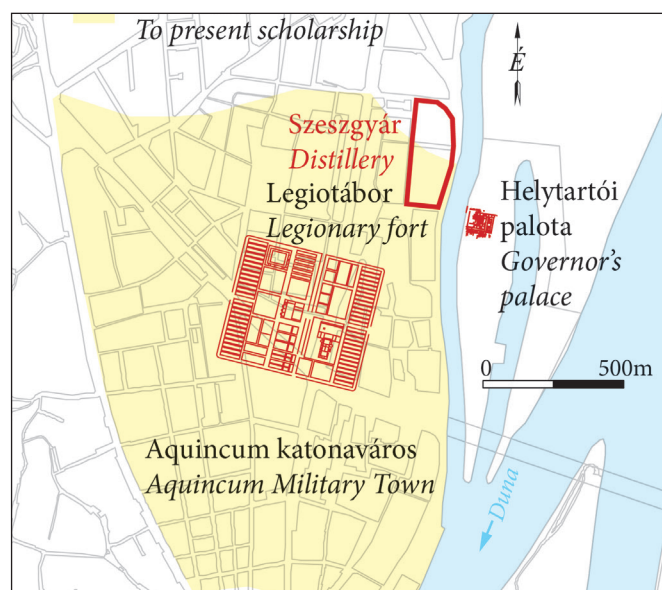 To present scholarship
É
Szeszgyár
Distillery
Legiotábor
Legionary fort
Helytartói
palota
Governor's
palace
0 500m
Aquincum katonaváros
Aquincum Military Town
Duna